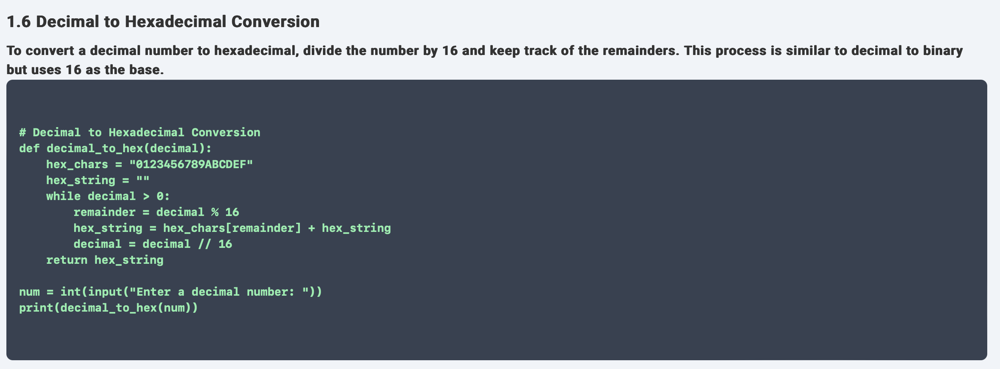 1.6 Decimal to Hexadecimal Conversion
To convert a decimal number to hexadecimal, divide the number by 16 and keep track of the remainders. This process is similar to decimal to binary
but uses 16 as the base.
# Decimal to Hexadecimal Conversion
def decimal_to_hex(decimal):
    hex_chars = "0123456789ABCDEF"
    hex_string = ""
    while decimal > 0:
        remainder = decimal % 16
        hex_string = hex_chars[remainder] + hex_string
        decimal = decimal // 16
    return hex_string
num = int(input("Enter a decimal number: "))
print(decimal_to_hex(num))